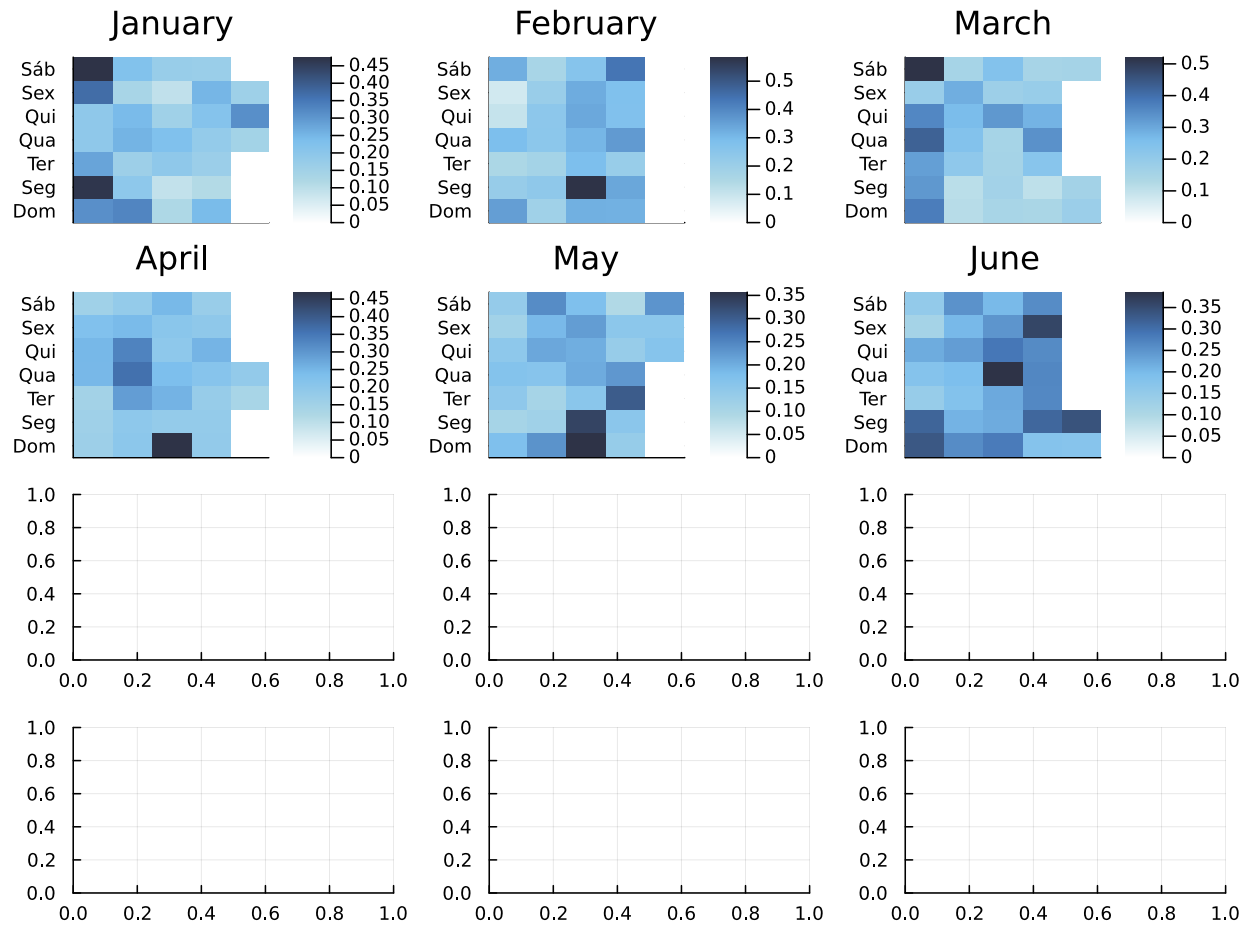 January
February
March
Sáb
Sex
Qui
Qua
Ter
Seg
Dom
0.45
0.40
0.35
0.30
0.25
0.20
0.15
0.10
0.05
0
0.5
0.4
0.3
0.2
0.1
0
Sáb
Sex
Qui
Qua
Ter
Seg
Dom
Sáb
Sex
Qui
Qua
Ter
Seg
Dom
0.5
0.4
0.3
0.2
0.1
0
April
May
June
Sáb
Sex
Qui
Qua
Ter
Seg
Dom
0.45
0.40
0.35
0.30
0.25
0.20
0.15
0.10
0.05
0
Sáb
Sex
Qui
Qua
Ter
Seg
Dom
0.35
0.30
0.25
0.20
0.15
0.10
0.05
0
Sáb
Sex
Qui
Qua
Ter
Seg
Dom
0.35
0.30
0.25
0.20
0.15
0.10
0.05
0
1.0
0.8
0.6
0.4
0.2
0.0
0.0 0.2 0.4 0.6 0.8 1.0
1.0
0.8
0.6
0.4
0.2
0.0
0.0 0.2 0.4 0.6 0.8 1.0
1.0
0.8
0.6
0.4
0.2
0.0
0.0 0.2 0.4 0.6 0.8 1.0
1.0
0.8
0.6
0.4
0.2
0.0
0.0 0.2 0.4 0.6 0.8 1.0
1.0
0.8
0.6
0.4
0.2
0.0
0.0 0.2 0.4 0.6 0.8 1.0
1.0
0.8
0.6
0.4
0.2
0.0
0.0 0.2 0.4 0.6 0.8 1.0